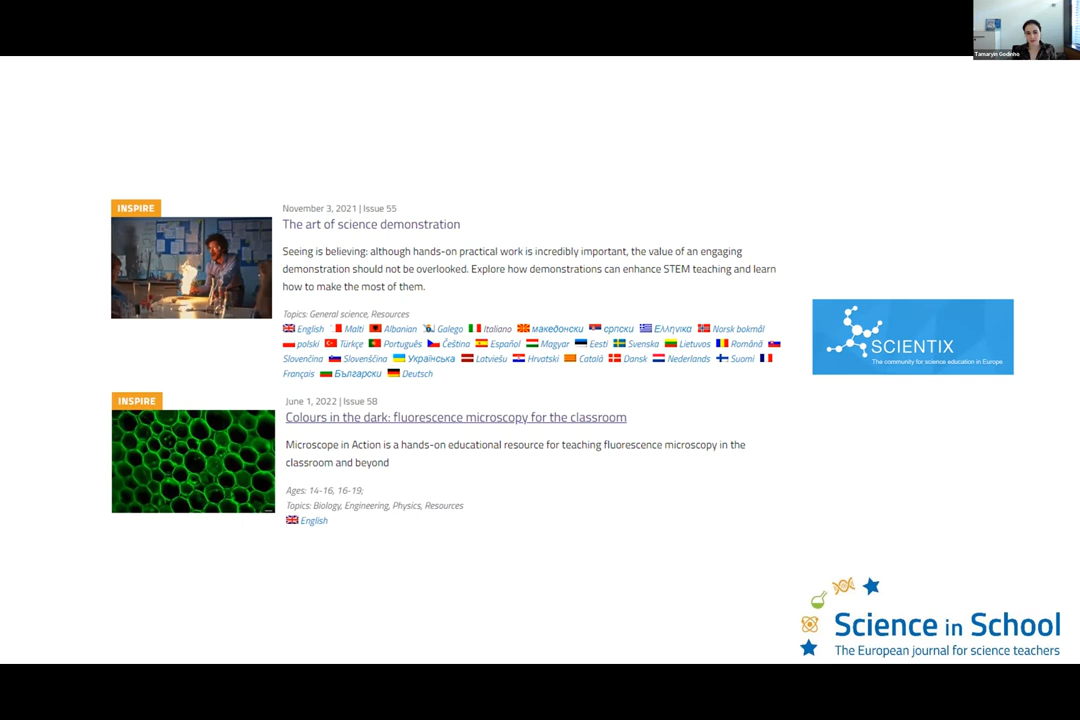 Tamaryin Godinho
INSPIRE
November 3, 2021 | Issue 55
The art of science demonstration
Seeing is believing: although hands-on practical work is incredibly important, the value of an engaging
demonstration should not be overlooked. Explore how demonstrations can enhance STEM teaching and learn
how to make the most of them.
Topics: General science, Resources
English Malti Albanian Galego Italiano македонски српски Ελληνικα Norsk bokmål
polski Türkçe Português Čeština Español Magyar Eesti Svenska Lietuvos Română
Slovenčina Slovenščina Українська Latviešu Hrvatski Català Dansk Nederlands Suomi
Français Български Deutsch
INSPIRE
June 1, 2022 | Issue 58
Colours in the dark: fluorescence microscopy for the classroom
Microscope in Action is a hands-on educational resource for teaching fluorescence microscopy in the
classroom and beyond
Ages: 14-16, 16-19;
Topics: Biology, Engineering, Physics, Resources
English
SCIENTIX
The community for science education in Europe
Science in School
The European journal for science teachers